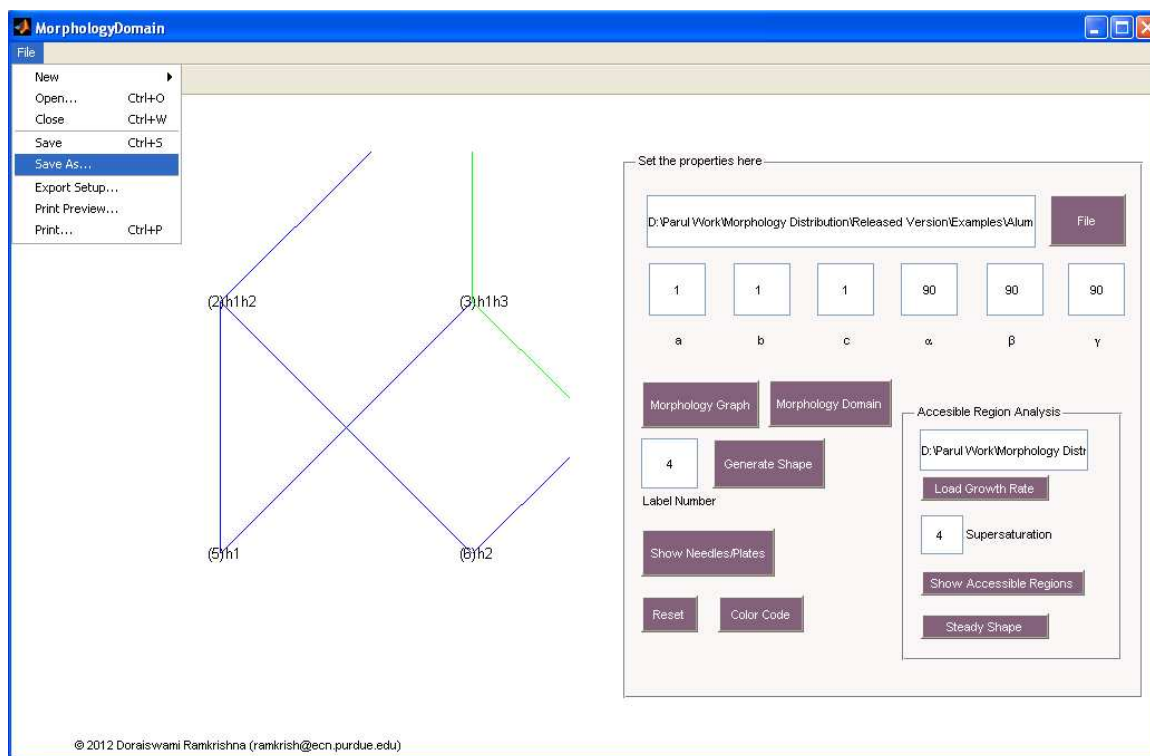 MorphologyDomain
File
New
Open... Ctrl+O
Close Ctrl+W
Save Ctrl+S
Save As...
Export Setup...
Print Preview...
Print... Ctrl+P
(2)h1h2
(3)h1h3
(5)h1
(6)h2
Set the properties here
D:\Parul Work\Morphology Distribution\Released Version\Examples\Alum
File
1 1 1 90 90 90
a b c α β γ
Morphology Graph
Morphology Domain
4
Generate Shape
Label Number
Show Needles/Plates
Reset
Color Code
Accesible Region Analysis
D:\Parul Work\Morphology Distr
Load Growth Rate
4 Supersaturation
Show Accessible Regions
Steady Shape
© 2012 Doraiswami Ramkrishna (ramkrish@ecn.purdue.edu)